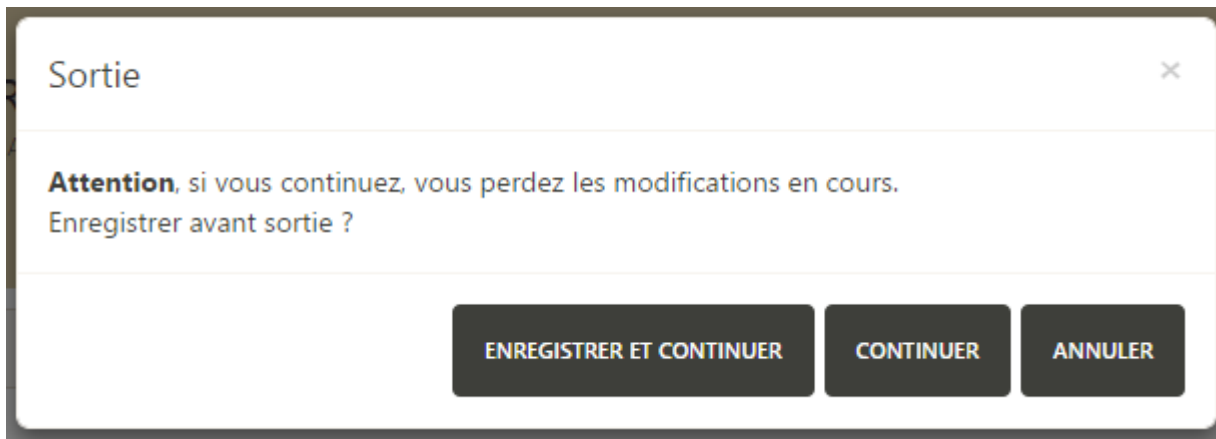 Sortie
×
Attention, si vous continuez, vous perdez les modifications en cours.
Enregistrer avant sortie ?
ENREGISTRER ET CONTINUER CONTINUER ANNULER